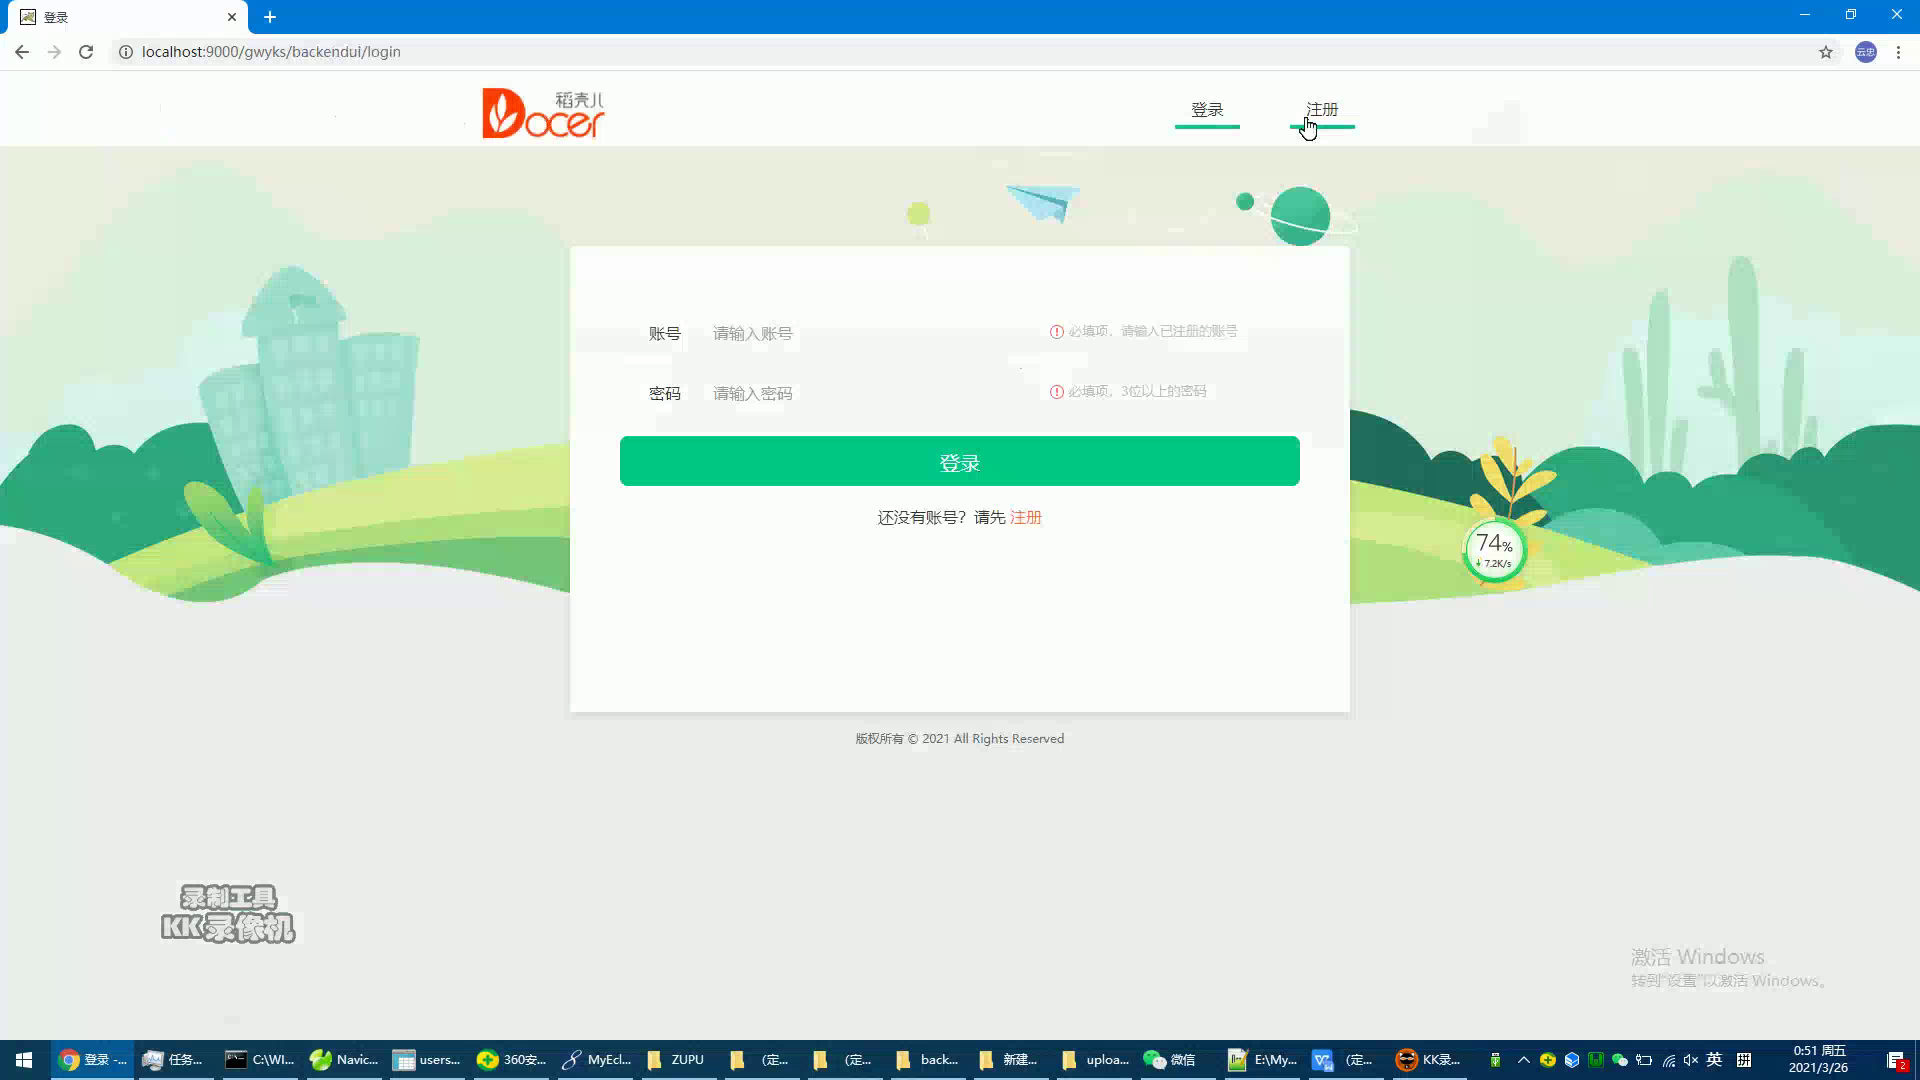 登录
localhost:9000/gwyks/backendui/login
云忠
稻壳儿
Docer
登录
注册
账号
请输入账号
必填项，请输入已注册的账号
密码
请输入密码
必填项，3位以上的密码
登录
还没有账号？请先 注册
74%
7.2K/s
版权所有 © 2021 All Rights Reserved
录制工具
KK录像机
激活 Windows
转到"设置"以激活 Windows。
登录 -...
任务...
C:\WI...
Navic...
users...
360安...
MyEcl...
ZUPU
(定...
(定...
back...
新建...
uploa...
微信
E:\My...
(定...
KK录...
英
拼
0:51 周五
2021/3/26
2